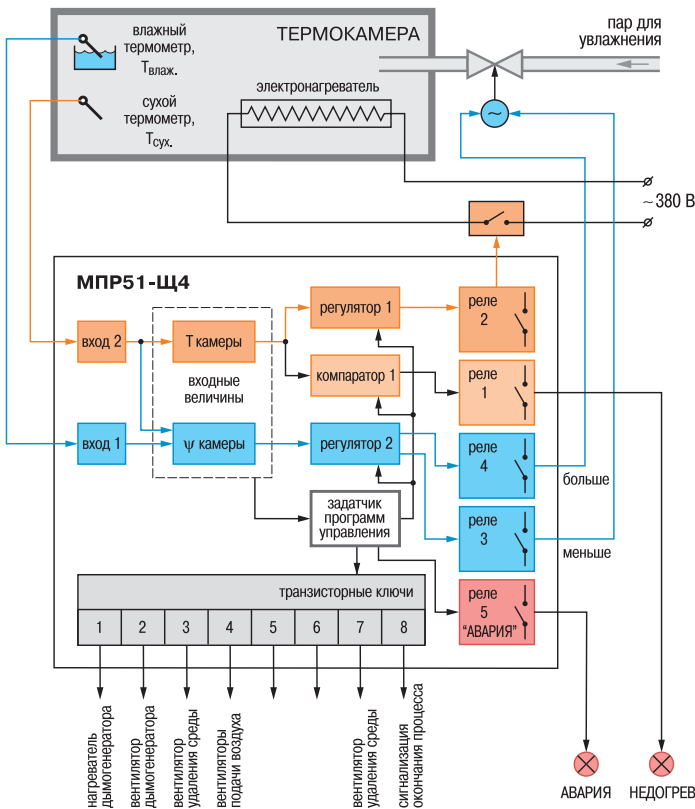 ТЕРМОКАМЕРА
влажный
термометр,
Твлаж.
сухой
термометр,
Тсух.
электронагреватель
пар для
увлажнения
~
~380 В
МПР51-Щ4
вход 2
Т камеры
входные
величины
вход 1
ψ камеры
регулятор 1
компаратор 1
регулятор 2
задатчик
программ
управления
реле
2
реле
1
реле
4
больше
реле
3
меньше
реле
5
"АВАРИЯ"
транзисторные ключи
1 2 3 4 5 6 7 8
нагреватель
дымогенератора
вентилятор
дымогенератора
вентилятор
удаления среды
вентиляторы
подачи воздуха
вентилятор
удаления среды
сигнализация
окончания процесса
АВАРИЯ
НЕДОГРЕВ